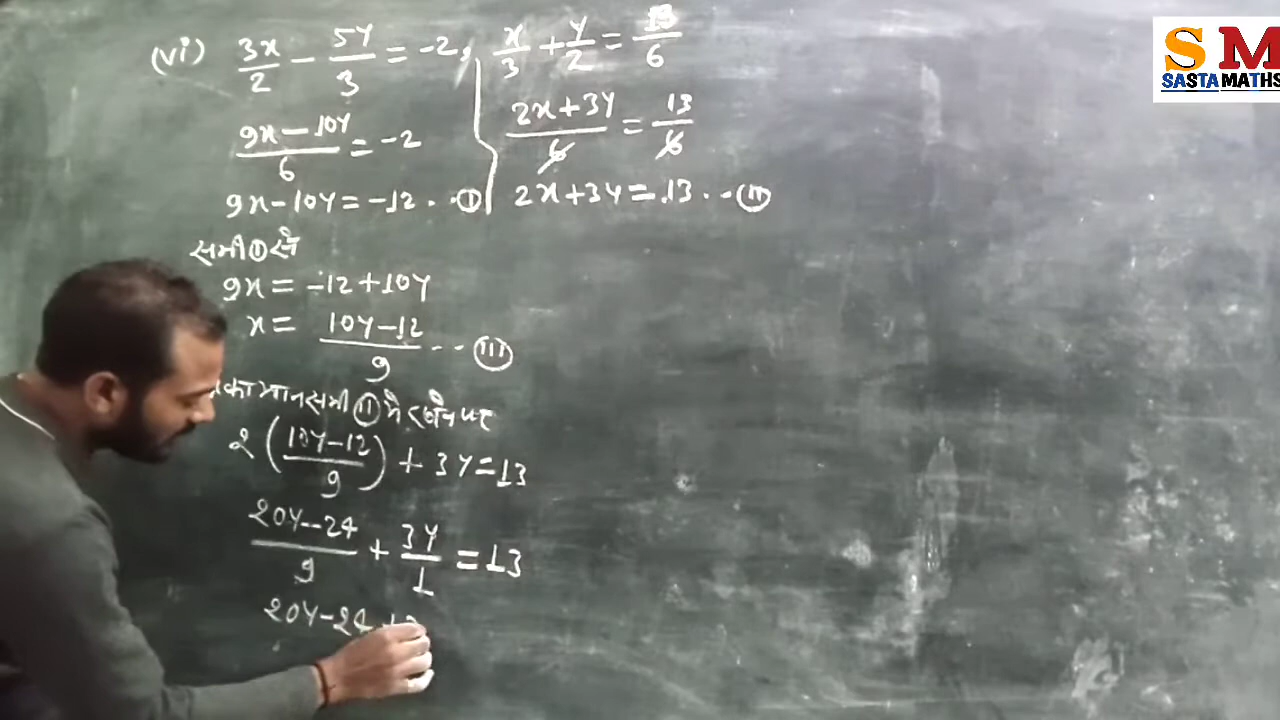 (vi) 3x/2 - 5y/3 = -2, x/3 + y/2 = 13/6
9x - 10y/6 = -2
9x - 10y = -12 .. (I)
2x + 3y/6 = 13/6
2x + 3y = 13 .. (II)
समी (I) से
9x = -12 + 10y
x = 10y - 12/9 .. (III)
का मान समी (II) में रखने पर
2(10y - 12/9) + 3y = 13
20y - 24/9 + 3y/1 = 13
20y - 24 +
SM
SASTA MATHS